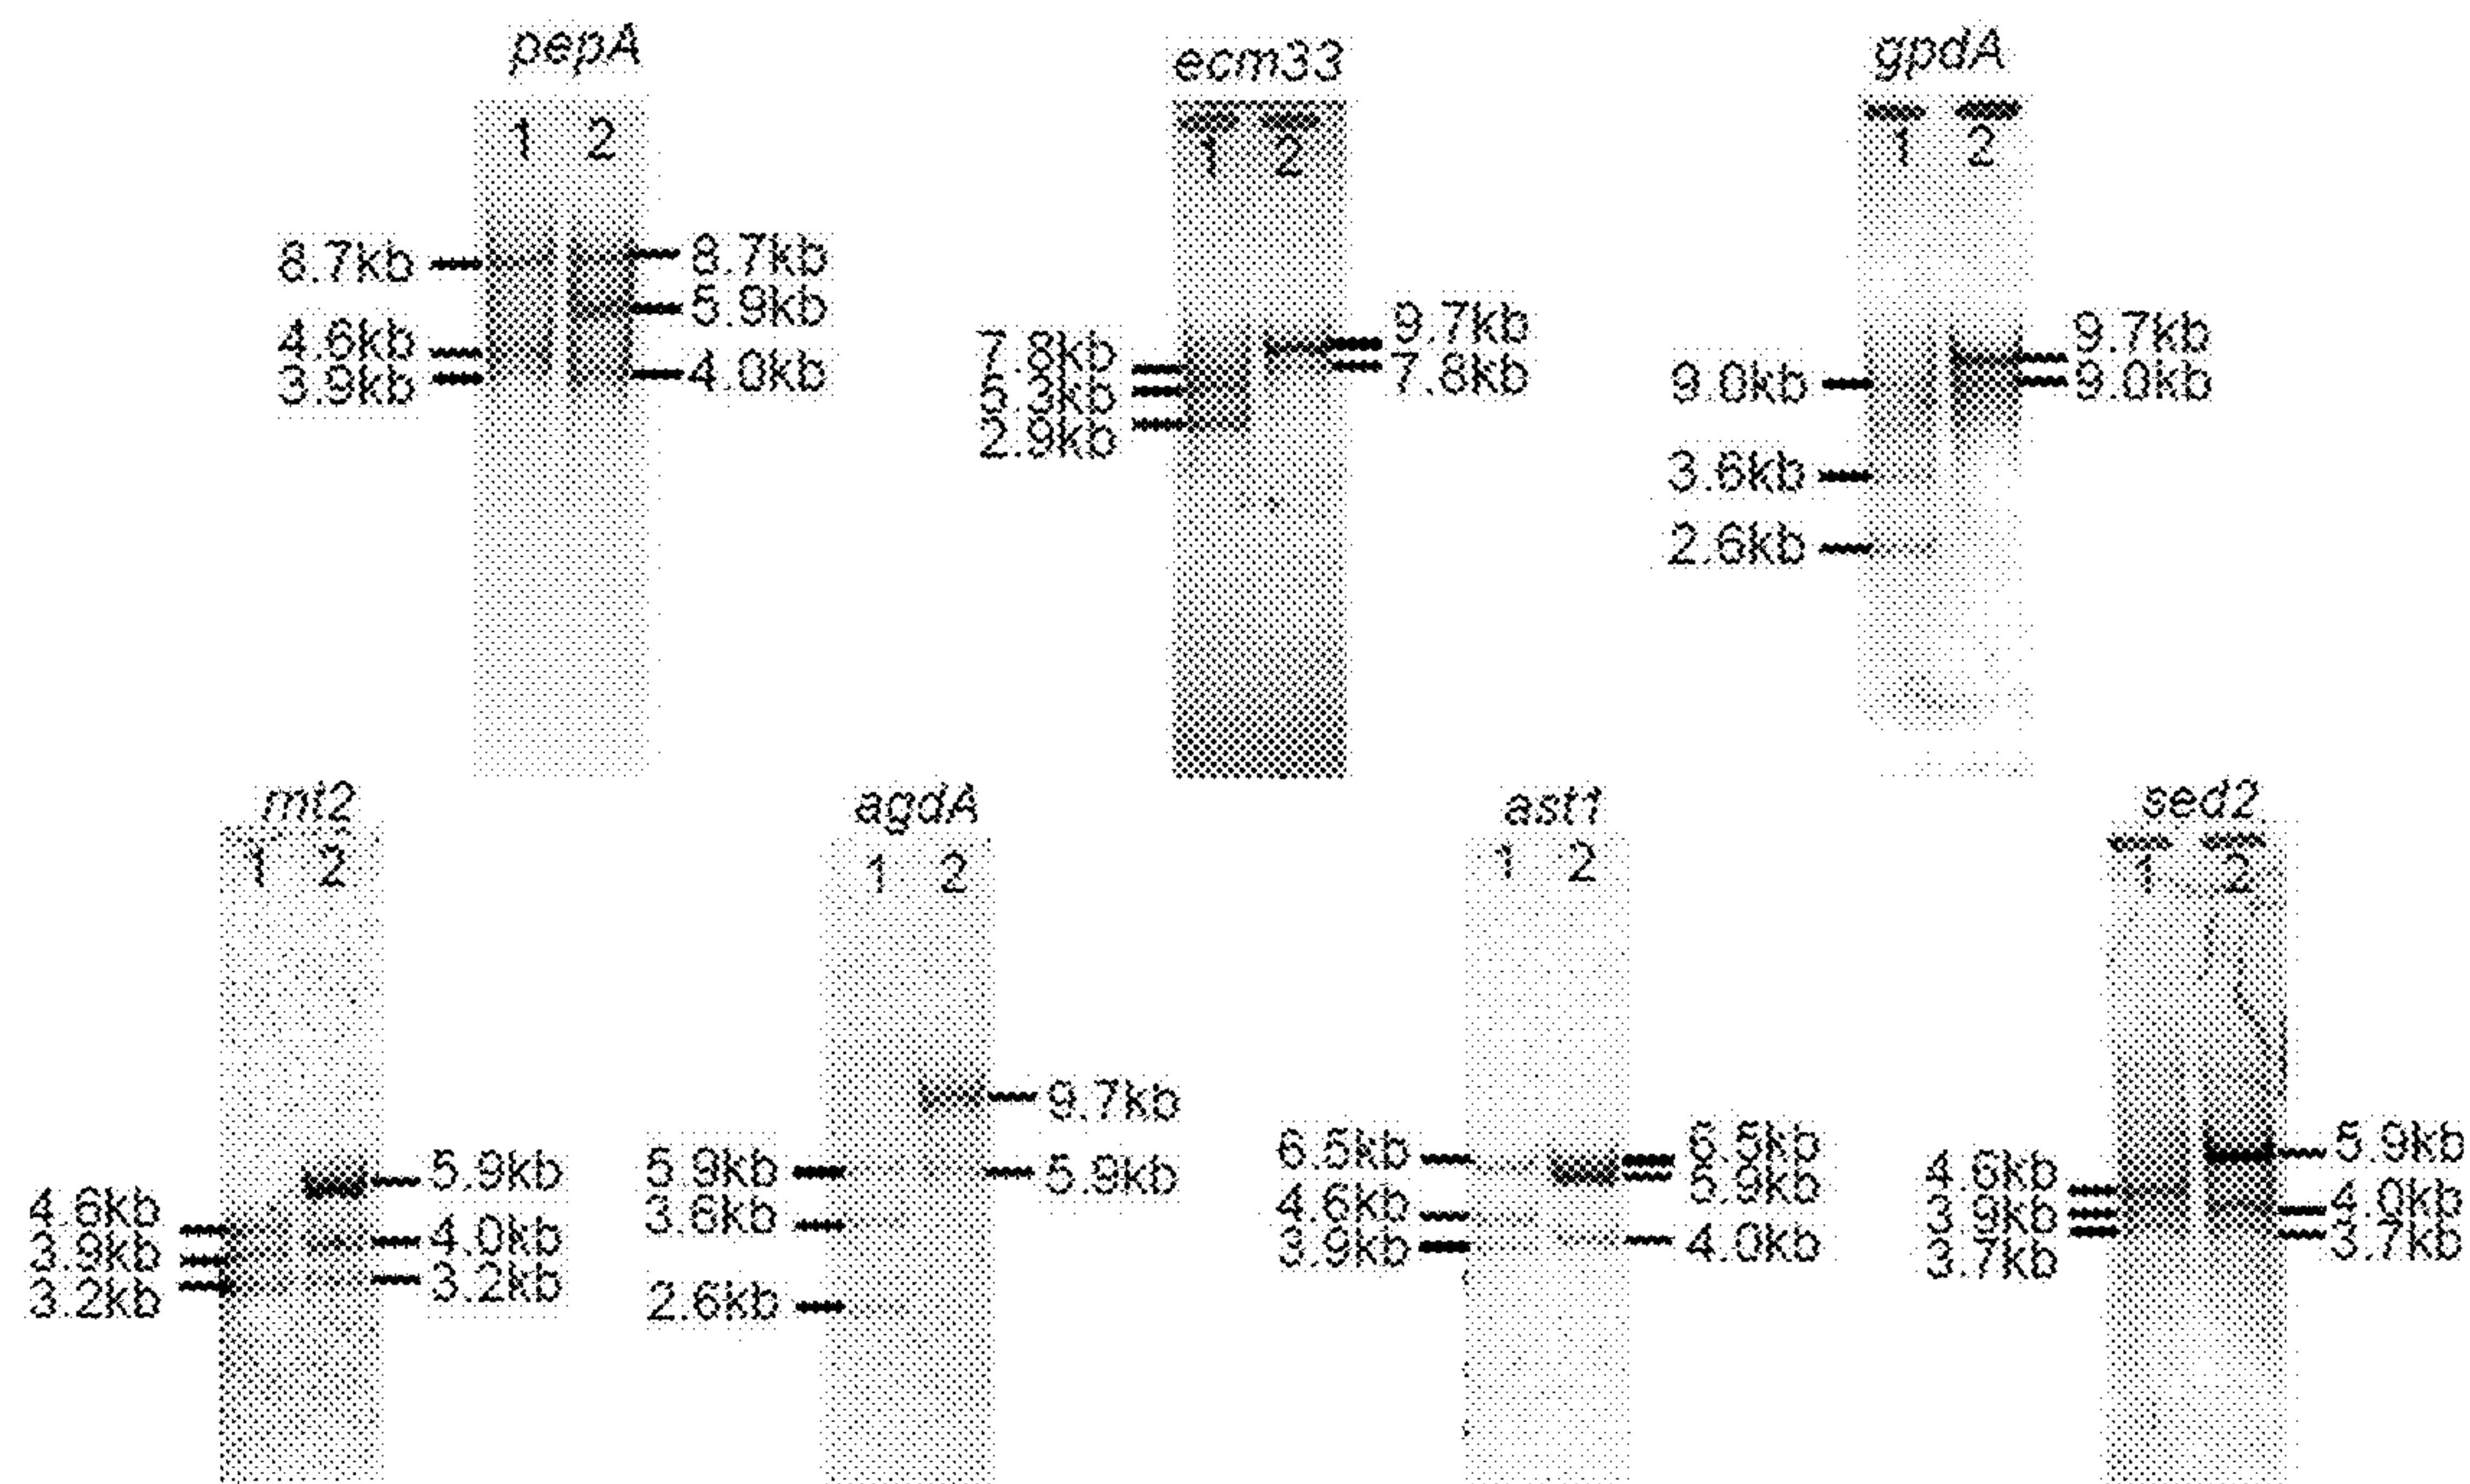 pepA
1 2
8.7kb
4.6kb
3.9kb
8.7kb
5.9kb
4.0kb
ecm33
1 2
7.8kb
5.3kb
2.9kb
9.7kb
7.8kb
gpdA
1 2
9.0kb
3.6kb
2.6kb
9.7kb
9.0kb
mt2
1 2
4.6kb
3.9kb
3.2kb
5.9kb
4.0kb
3.2kb
agdA
1 2
5.9kb
3.6kb
2.6kb
9.7kb
5.9kb
ast1
1 2
6.5kb
4.6kb
3.9kb
6.5kb
5.9kb
4.0kb
sed2
1 2
4.6kb
3.9kb
3.7kb
5.9kb
4.0kb
3.7kb